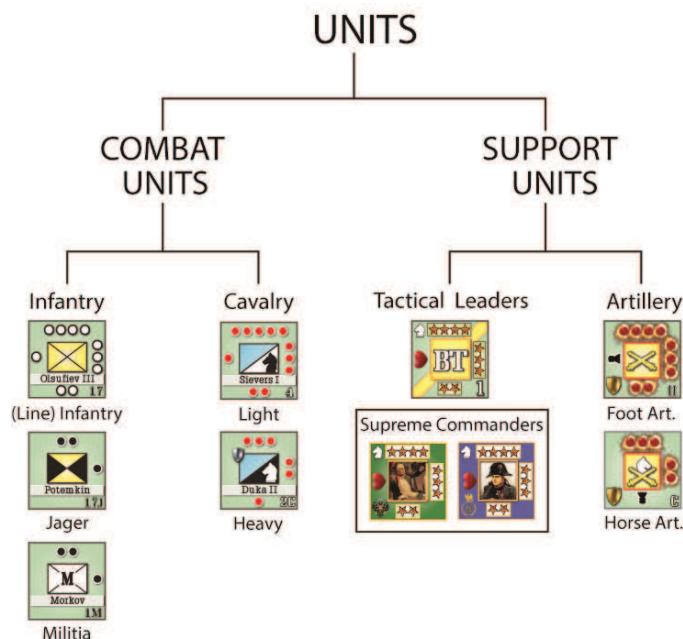 UNITS
COMBAT
UNITS
SUPPORT
UNITS
Infantry
Cavalry
Tactical Leaders
Artillery
Olsufiev III
17
Sievers I
4
BT
1
(Line) Infantry
Light
Foot Art.
Supreme Commanders
Potemkin
17J
Duka II
2C
C
Jager
Heavy
Horse Art.
M
Morkov
1M
Militia